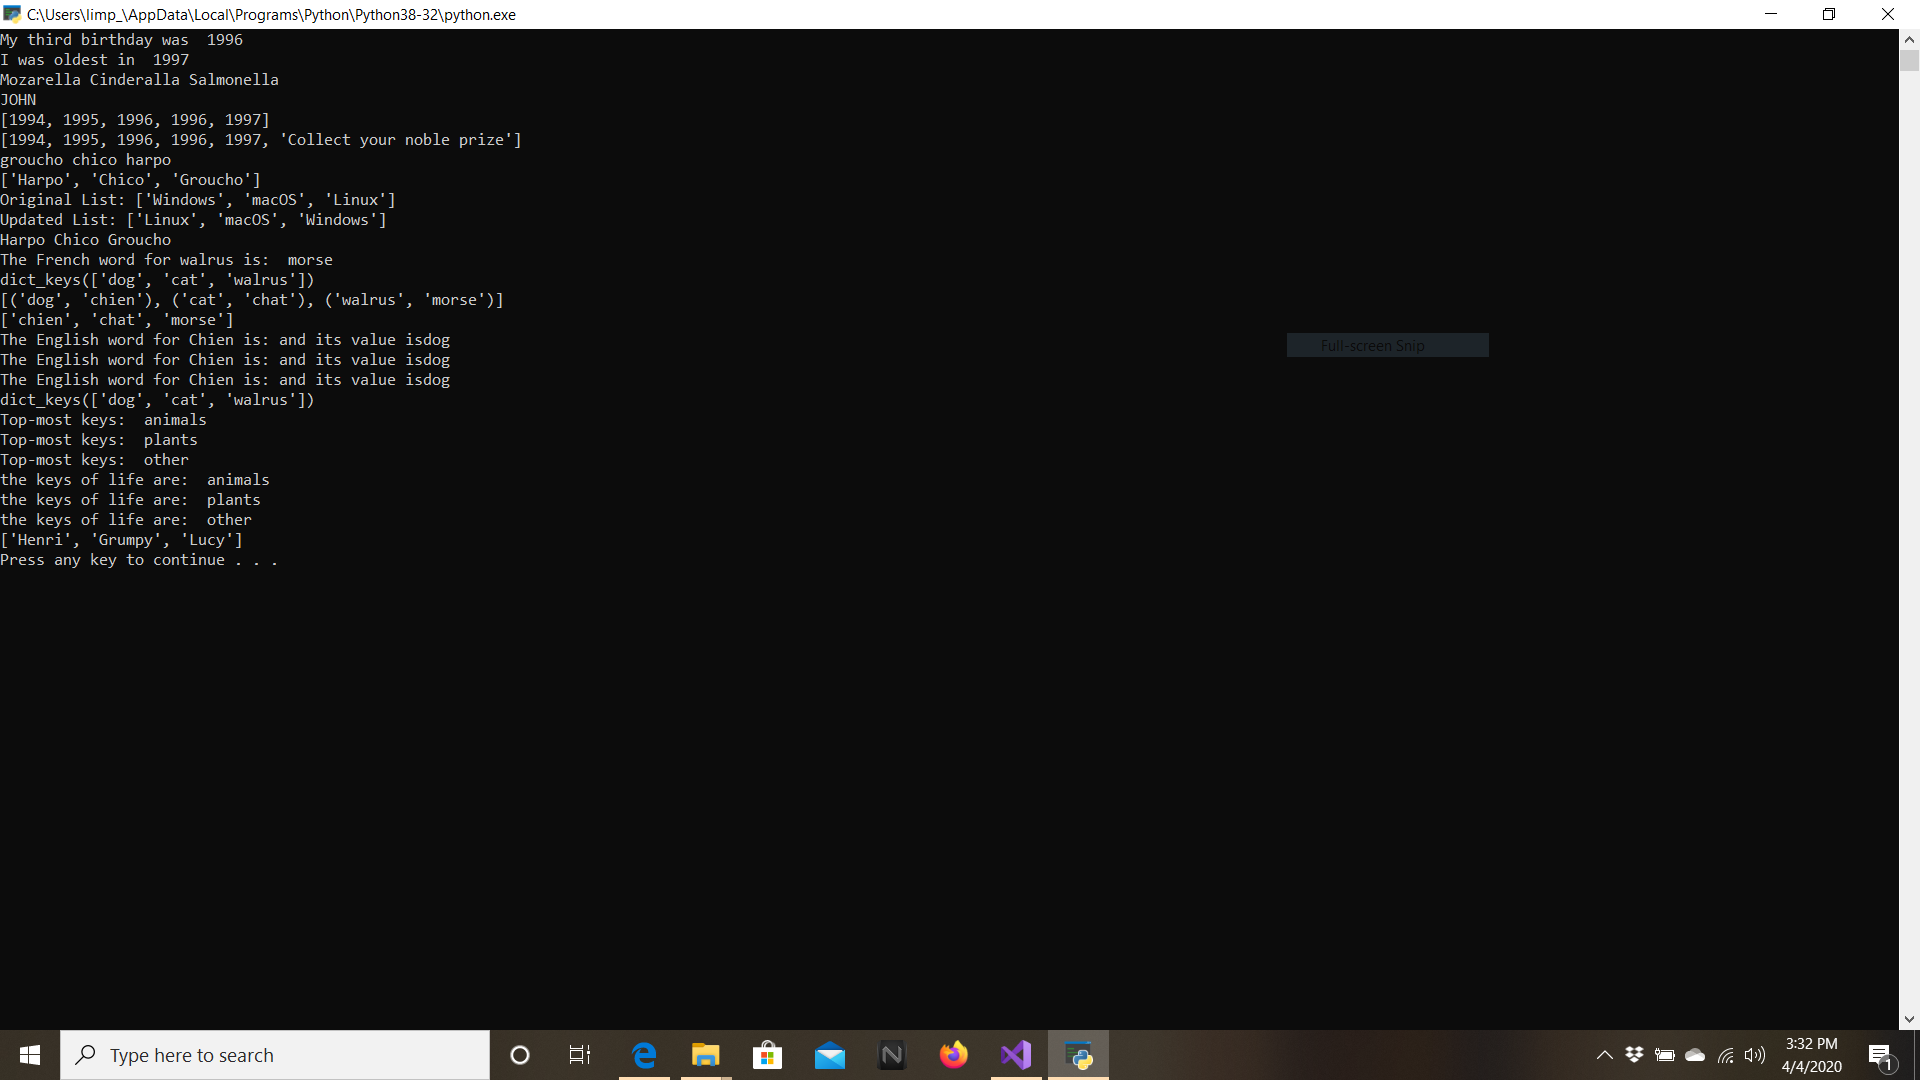 C:\Users\limp_\AppData\Local\Programs\Python\Python38-32\python.exe
My third birthday was  1996
I was oldest in  1997
Mozarella Cinderalla Salmonella
JOHN
[1994, 1995, 1996, 1996, 1997]
[1994, 1995, 1996, 1996, 1997, 'Collect your noble prize']
groucho chico harpo
['Harpo', 'Chico', 'Groucho']
Original List: ['Windows', 'macOS', 'Linux']
Updated List: ['Linux', 'macOS', 'Windows']
Harpo Chico Groucho
The French word for walrus is:  morse
dict_keys(['dog', 'cat', 'walrus'])
[('dog', 'chien'), ('cat', 'chat'), ('walrus', 'morse')]
['chien', 'chat', 'morse']
The English word for Chien is: and its value isdog
The English word for Chien is: and its value isdog
The English word for Chien is: and its value isdog
Full-screen Snip
dict_keys(['dog', 'cat', 'walrus'])
Top-most keys:  animals
Top-most keys:  plants
Top-most keys:  other
the keys of life are:  animals
the keys of life are:  plants
the keys of life are:  other
['Henri', 'Grumpy', 'Lucy']
Press any key to continue . . .
Type here to search
N
3:32 PM
4/4/2020
1